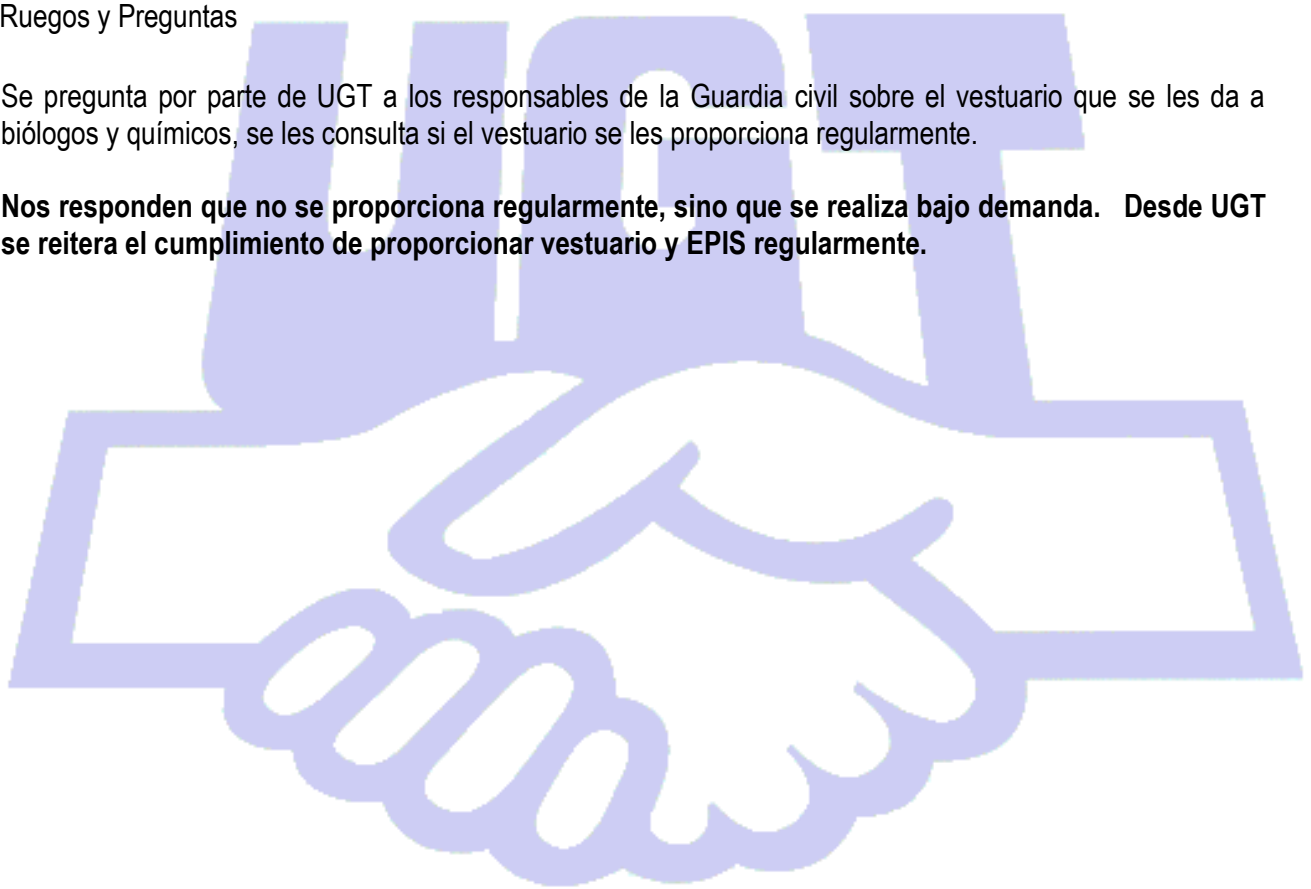 Ruegos y Preguntas
Se pregunta por parte de UGT a los responsables de la Guardia civil sobre el vestuario que se les da a
biólogos y químicos, se les consulta si el vestuario se les proporciona regularmente.
Nos responden que no se proporciona regularmente, sino que se realiza bajo demanda. Desde UGT
se reitera el cumplimiento de proporcionar vestuario y EPIS regularmente.
UGT